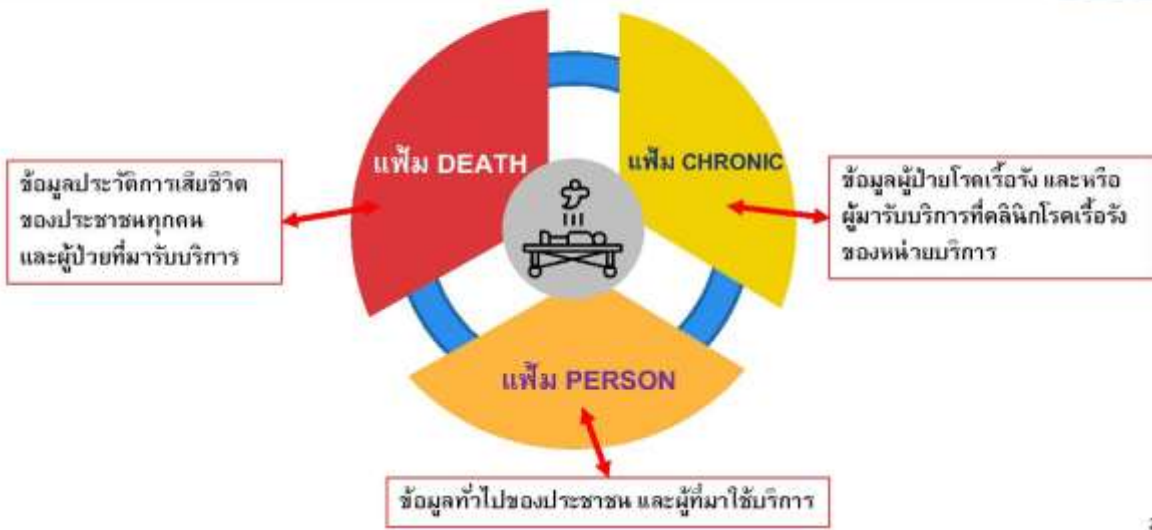 แฟ้ม DEATH
แฟ้ม CHRONIC
ข้อมูลประวัติการเสียชีวิต
ของประชาชนทุกคน
และผู้ป่วยที่มารับบริการ
ข้อมูลผู้ป่วยโรคเรื้อรัง และหรือ
ผู้มารับบริการที่คลินิกโรคเรื้อรัง
ของหน่วยบริการ
แฟ้ม PERSON
ข้อมูลทั่วไปของประชาชน และผู้ที่มาใช้บริการ